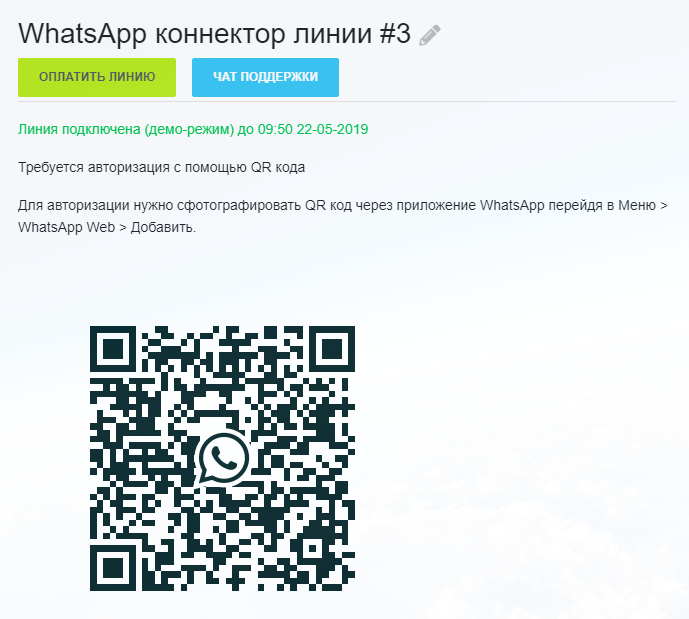 WhatsApp коннектор линии #3
ОПЛАТИТЬ ЛИНИЮ
ЧАТ ПОДДЕРЖКИ
Линия подключена (демо-режим) до 09:50 22-05-2019
Требуется авторизация с помощью QR кода
Для авторизации нужно сфотографировать QR код через приложение WhatsApp перейдя в Меню >
WhatsApp Web > Добавить.